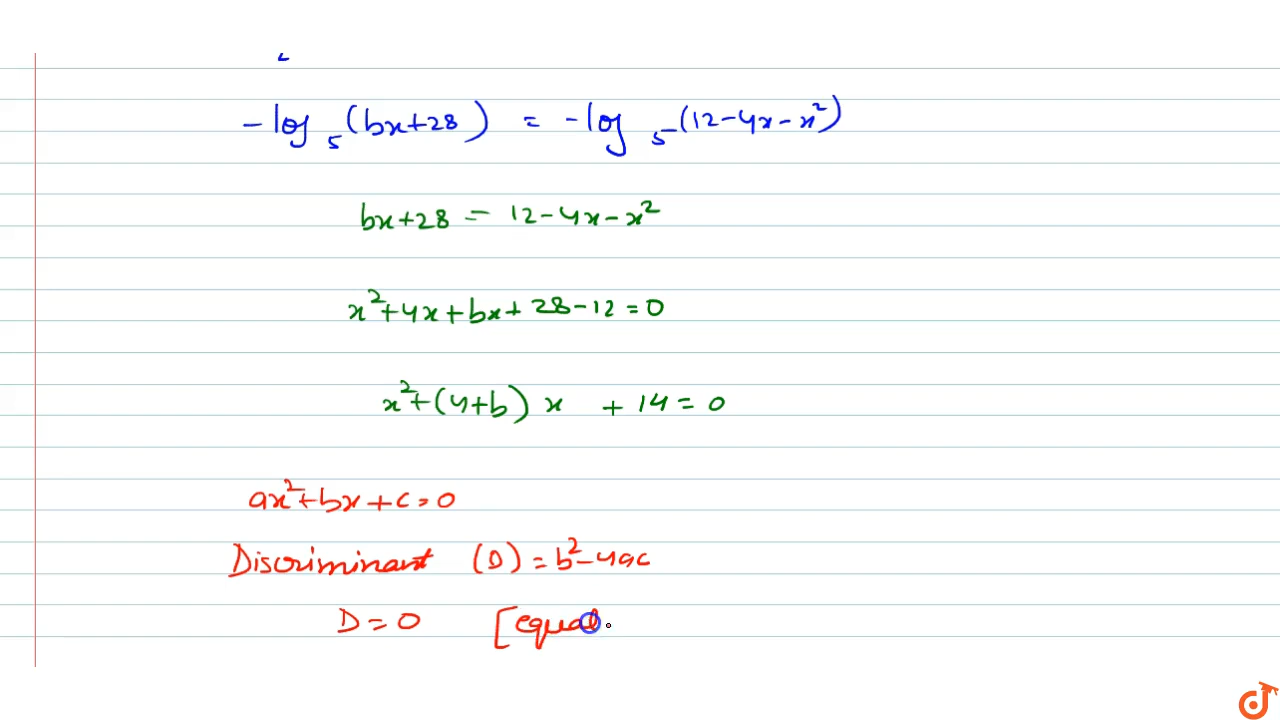 -log₅(bx+28) = -log₅(12-4x-x²)
bx+28 = 12-4x-x²
x²+4x+bx+28-12=0
x²+(4+b)x + 14 = 0
ax²+bx+c=0
Discriminant (D) = b²-4ac
D = 0 [equal